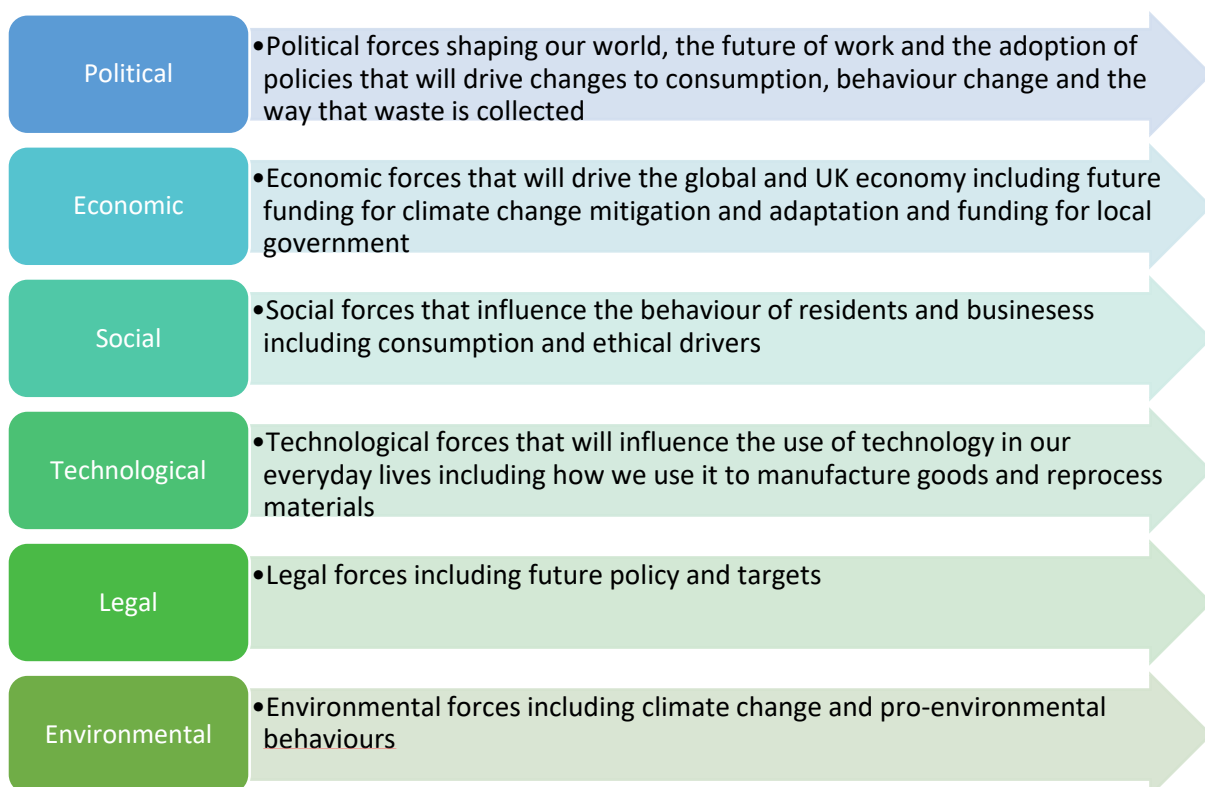 Political
•Political forces shaping our world, the future of work and the adoption of
policies that will drive changes to consumption, behaviour change and the
way that waste is collected
Economic
•Economic forces that will drive the global and UK economy including future
funding for climate change mitigation and adaptation and funding for local
government
Social
•Social forces that influence the behaviour of residents and businesess
including consumption and ethical drivers
Technological
•Technological forces that will influence the use of technology in our
everyday lives including how we use it to manufacture goods and reprocess
materials
Legal
•Legal forces including future policy and targets
Environmental
•Environmental forces including climate change and pro-environmental
behaviours